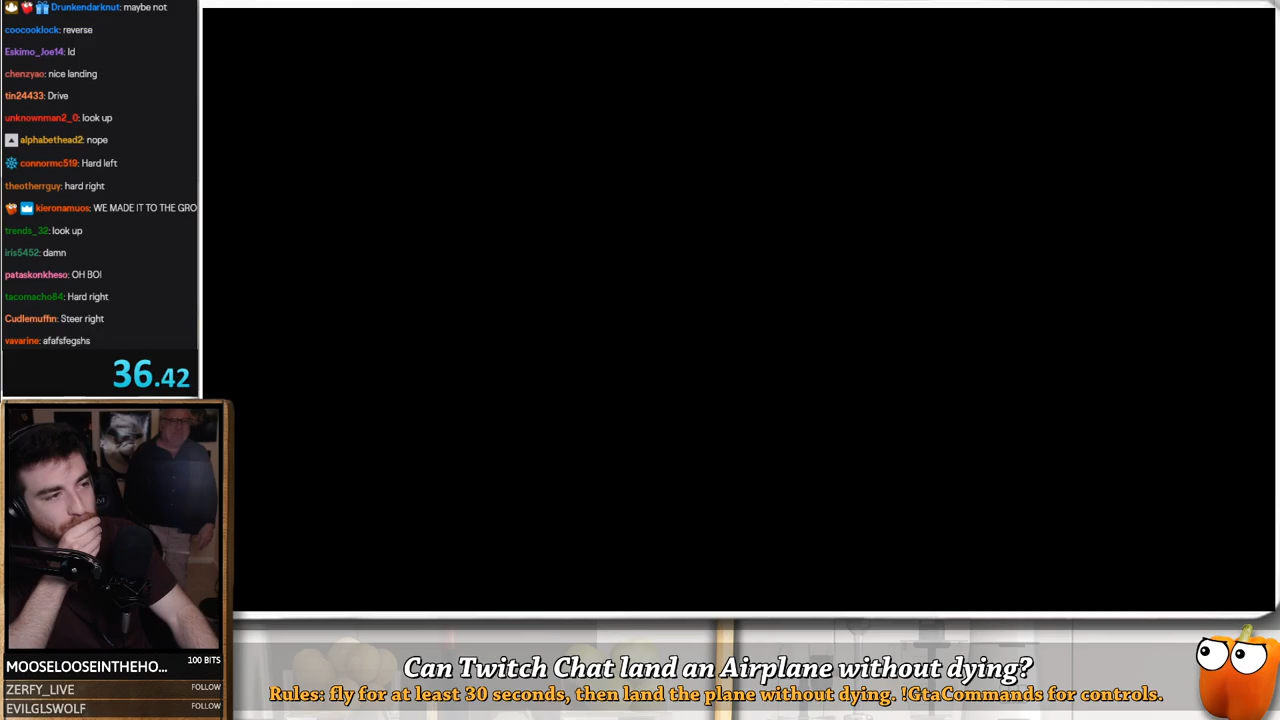 Drunkendarknut: maybe not
coocooklock: reverse
Eskimo_Joe14: ld
chenzyao: nice landing
tin24433: Drive
unknownman2_0: look up
alphabethead2: nope
connormc519: Hard left
theotherrguy: hard right
kieronamuos: WE MADE IT TO THE GRO
trends_32: look up
iris5452: damn
pataskonkheso: OH BOI
tacomacho84: Hard right
Cudlemuffin: Steer right
vavarine: afafsfegshs
36.42
MOOSELOOSEINTHEHO... 100 BITS
ZERFY_LIVE FOLLOW
EVILGLSWOLF FOLLOW
Can Twitch Chat land an Airplane without dying?
Rules: fly for at least 30 seconds, then land the plane without dying. !GtaCommands for controls.